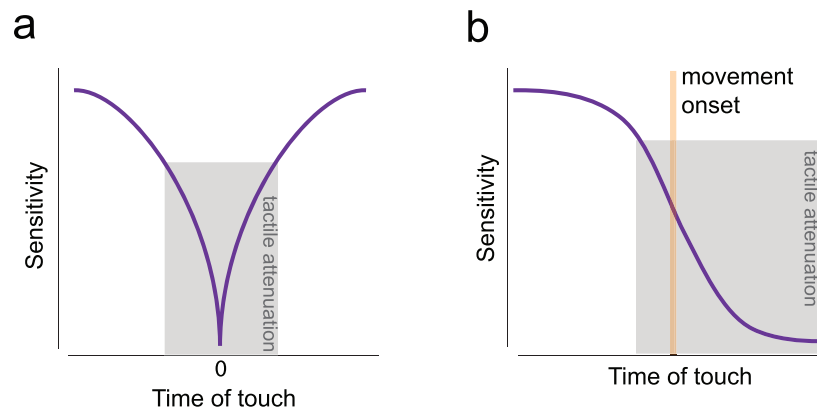 a
Sensitivity
tactile attenuation
0
Time of touch
b
movement
onset
Sensitivity
tactile attenuation
Time of touch